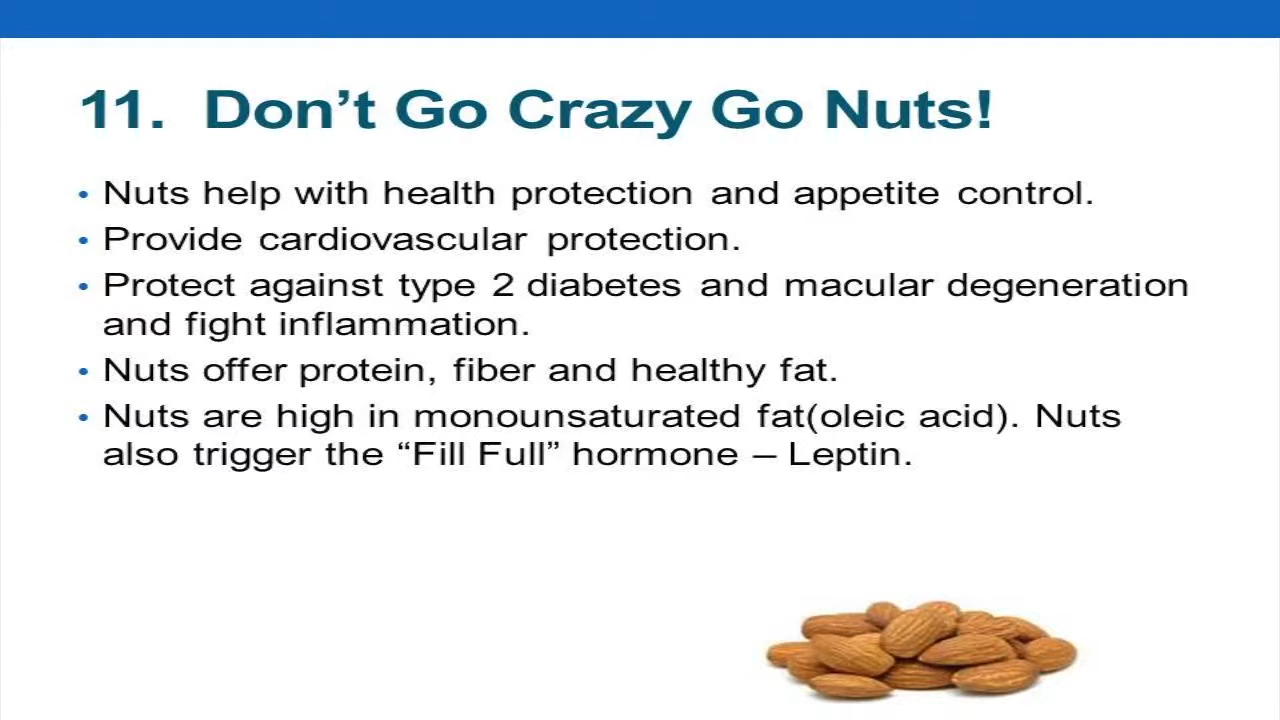 11. Don’t Go Crazy Go Nuts!
• Nuts help with health protection and appetite control.
• Provide cardiovascular protection.
• Protect against type 2 diabetes and macular degeneration
and fight inflammation.
• Nuts offer protein, fiber and healthy fat.
• Nuts are high in monounsaturated fat(oleic acid). Nuts
also trigger the “Fill Full” hormone – Leptin.